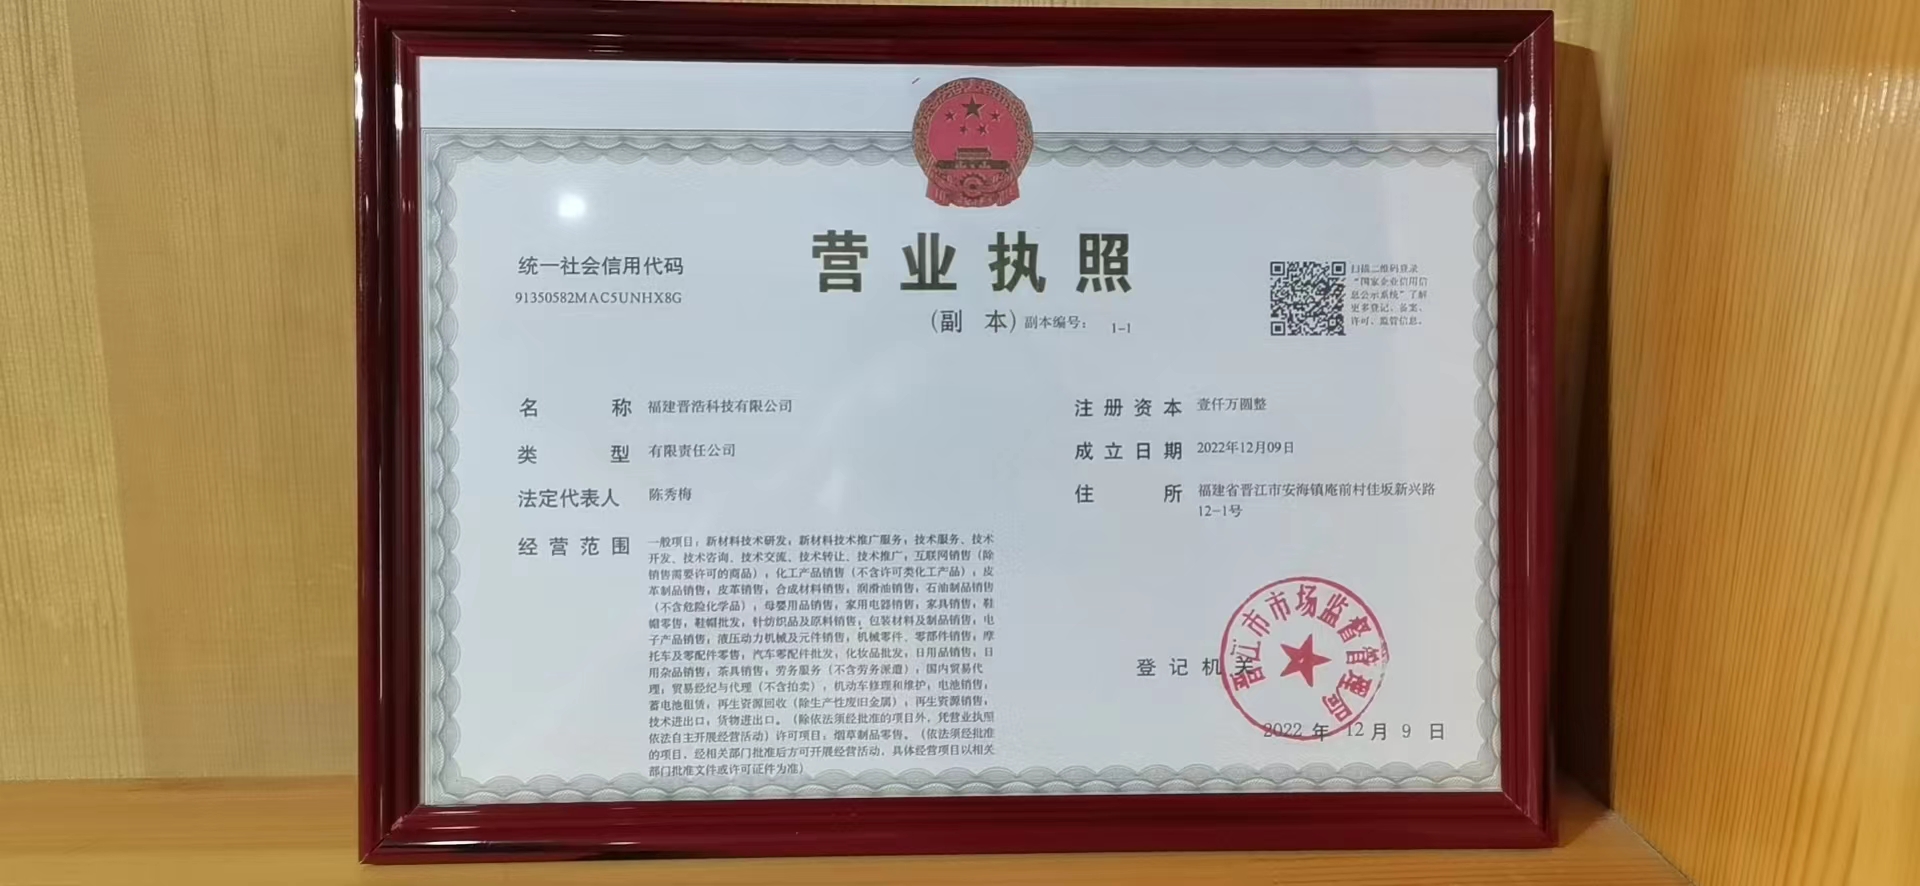 营业执照
(副 本) 副本编号： 1-1
统一社会信用代码
91350582MAC5UNHX8G
扫描二维码登录
“国家企业信用信
息公示系统”了解
更多登记、备案、
许可、监管信息。
名 称 福建晋浩科技有限公司
类 型 有限责任公司
法定代表人 陈秀梅
经营范围 一般项目：新材料技术研发；新材料技术推广服务；技术服务、技术
开发、技术咨询、技术交流、技术转让、技术推广；互联网销售（除
销售需要许可的商品）；化工产品销售（不含许可类化工产品）；皮
革制品销售；皮革销售；合成材料销售；润滑油销售；石油制品销售
（不含危险化学品）；母婴用品销售；家用电器销售；家具销售；鞋
帽零售；鞋帽批发；针纺织品及原料销售；包装材料及制品销售；电
子产品销售；液压动力机械及元件销售；机械零件、零部件销售；摩
托车及零配件零售；汽车零配件批发；化妆品批发；日用品销售；日
用杂品销售；茶具销售；劳务服务（不含劳务派遣）；国内贸易代
理；贸易经纪与代理（不含拍卖）；机动车修理和维护；电池销售；
蓄电池租赁；再生资源回收（除生产性废旧金属）；再生资源销售；
技术进出口；货物进出口。（除依法须经批准的项目外，凭营业执照
依法自主开展经营活动）许可项目：烟草制品零售。（依法须经批准
的项目，经相关部门批准后方可开展经营活动，具体经营项目以相关
部门批准文件或许可证件为准）
注册资本 壹仟万圆整
成立日期 2022年12月09日
住 所 福建省晋江市安海镇庵前村佳坂新兴路
12-1号
登记机关
晋江市市场监督管理局
2022 年 12 月 9 日